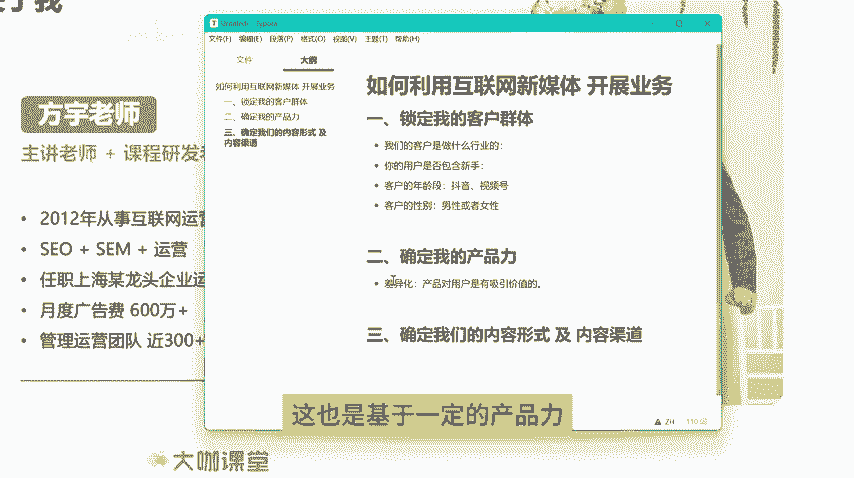 我
Untitled - Typora
文件(F) 编辑(E) 段落(P) 格式(O) 视图(V) 主题(T) 帮助(H)
文件 大纲
如何利用互联网新媒体 开展业务
一、锁定我的客户群体
二、确定我的产品力
三、确定我们的内容形式 及
内容渠道
如何利用互联网新媒体 开展业务
一、锁定我的客户群体
• 我们的客户是做什么行业的：
• 你的用户是否包含新手：
• 客户的年龄段：抖音、视频号
• 客户的性别：男性或者女性
二、确定我的产品力
• 差异化：产品对用户是有吸引价值的。
三、确定我们的内容形式 及 内容渠道
ZH 110 词
方宇老师
主讲老师 + 课程研发
• 2012年从事互联网运营
• SEO + SEM + 运营
• 任职上海某龙头企业运
• 月度广告费 600万+
• 管理运营团队 近300+
这也是基于一定的产品力
大咖课堂